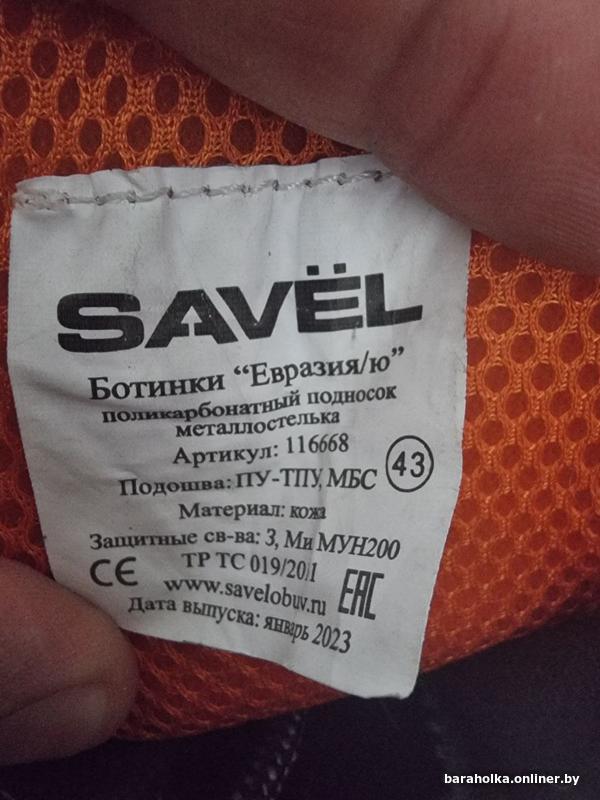 SAVЁL
Ботинки “Евразия/ю”
поликарбонатный подносок
металлостелька
Артикул: 116668
43
Подошва: ПУ-ТПУ, МБС
Материал: кожа
Защитные св-ва: З, Ми МУН200
CE ТР ТС 019/2011 EAC
www.savelobuv.ru
Дата выпуска: январь 2023
baraholka.onliner.by